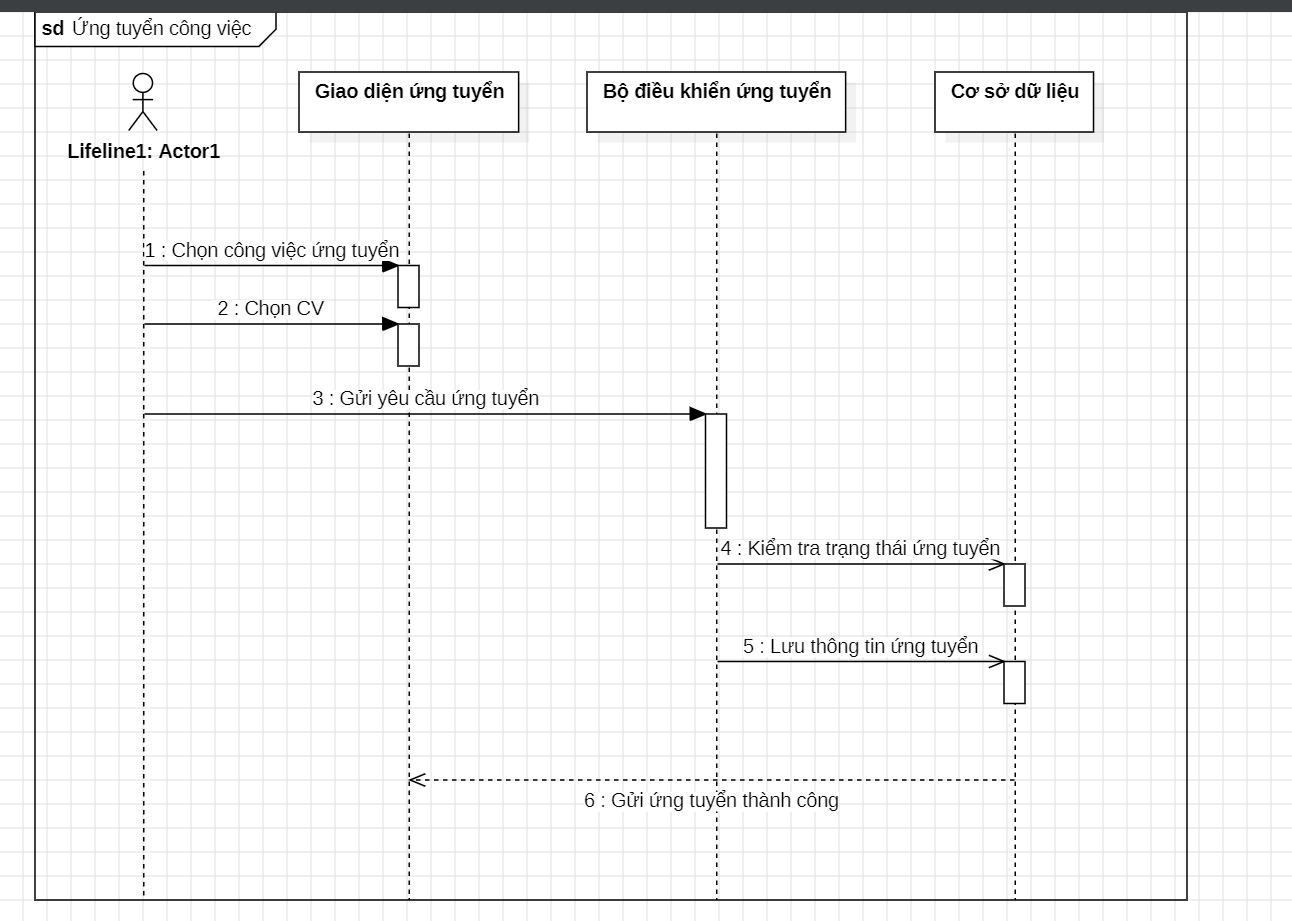 sd Ứng tuyển công việc
Giao diện ứng tuyển
Bộ điều khiển ứng tuyển
Cơ sở dữ liệu
Lifeline1: Actor1
1 : Chọn công việc ứng tuyển
2 : Chọn CV
3 : Gửi yêu cầu ứng tuyển
4 : Kiểm tra trạng thái ứng tuyển
5 : Lưu thông tin ứng tuyển
6 : Gửi ứng tuyển thành công